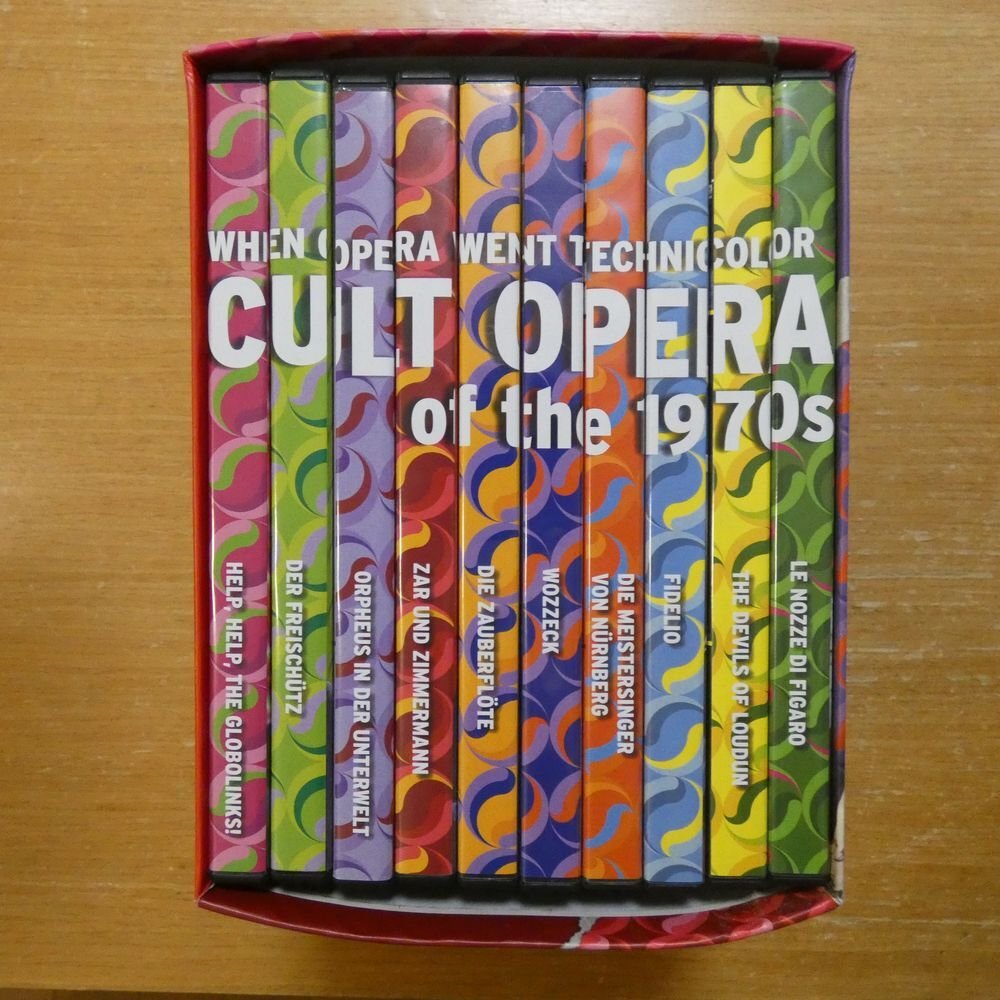 WHEN OPERA WENT TECHNICOLOR
CULT OPERA
of the 1970s
HELP, HELP, THE GLOBOLINKS!
DER FREISCHÜTZ
ORPHEUS IN DER UNTERWELT
ZAR UND ZIMMERMANN
DIE ZAUBERFLÖTE
WOZZECK
DIE MEISTERSINGER
VON NÜRNBERG
FIDELIO
THE DEVILS OF LOUDUN
LE NOZZE DI FIGARO